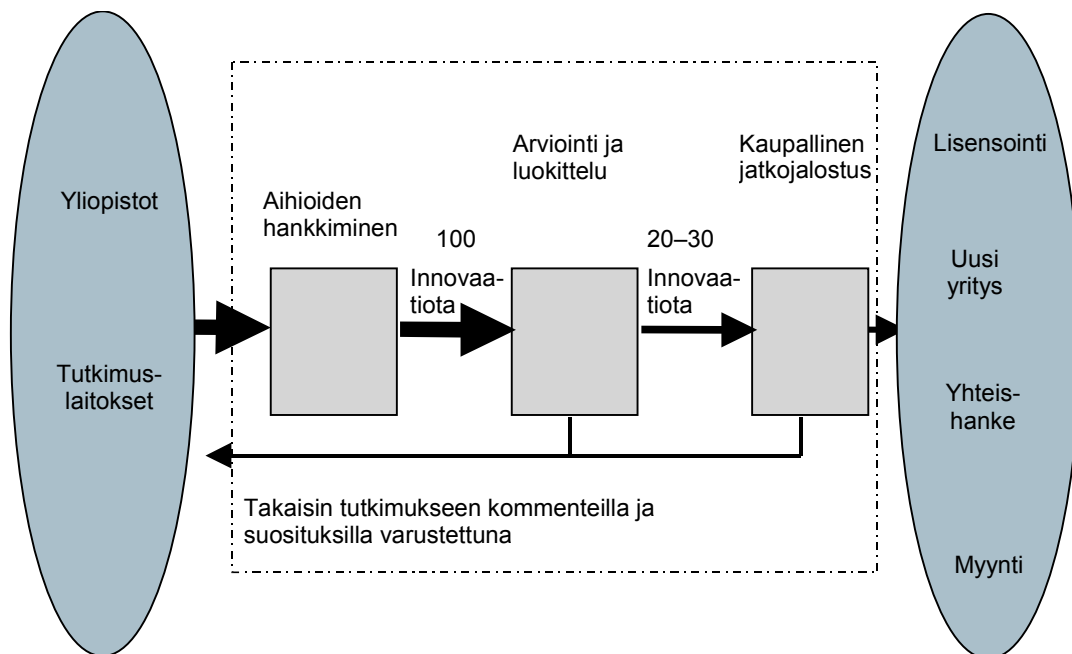 Yliopistot
Tutkimus-
laitokset
Aihioiden
hankkiminen
100
Innovaa-
tiota
Arviointi ja
luokittelu
20–30
Innovaa-
tiota
Kaupallinen
jatkojalostus
Takaisin tutkimukseen kommenteilla ja
suosituksilla varustettuna
Lisensointi
Uusi
yritys
Yhteis-
hanke
Myynti